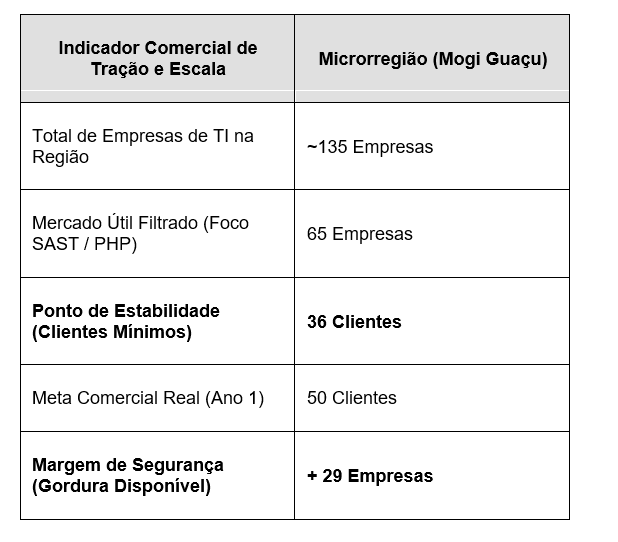 Indicador Comercial de
Tração e Escala
Microrregião (Mogi Guaçu)
Total de Empresas de TI na
Região
~135 Empresas
Mercado Útil Filtrado (Foco
SAST / PHP)
65 Empresas
Ponto de Estabilidade
(Clientes Mínimos)
36 Clientes
Meta Comercial Real (Ano 1)
50 Clientes
Margem de Segurança
(Gordura Disponível)
+ 29 Empresas